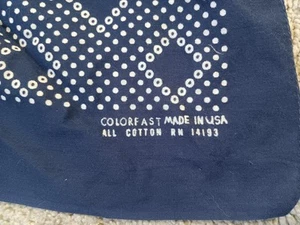 COLORFAST MADE IN USA
ALL COTTON RN 14193